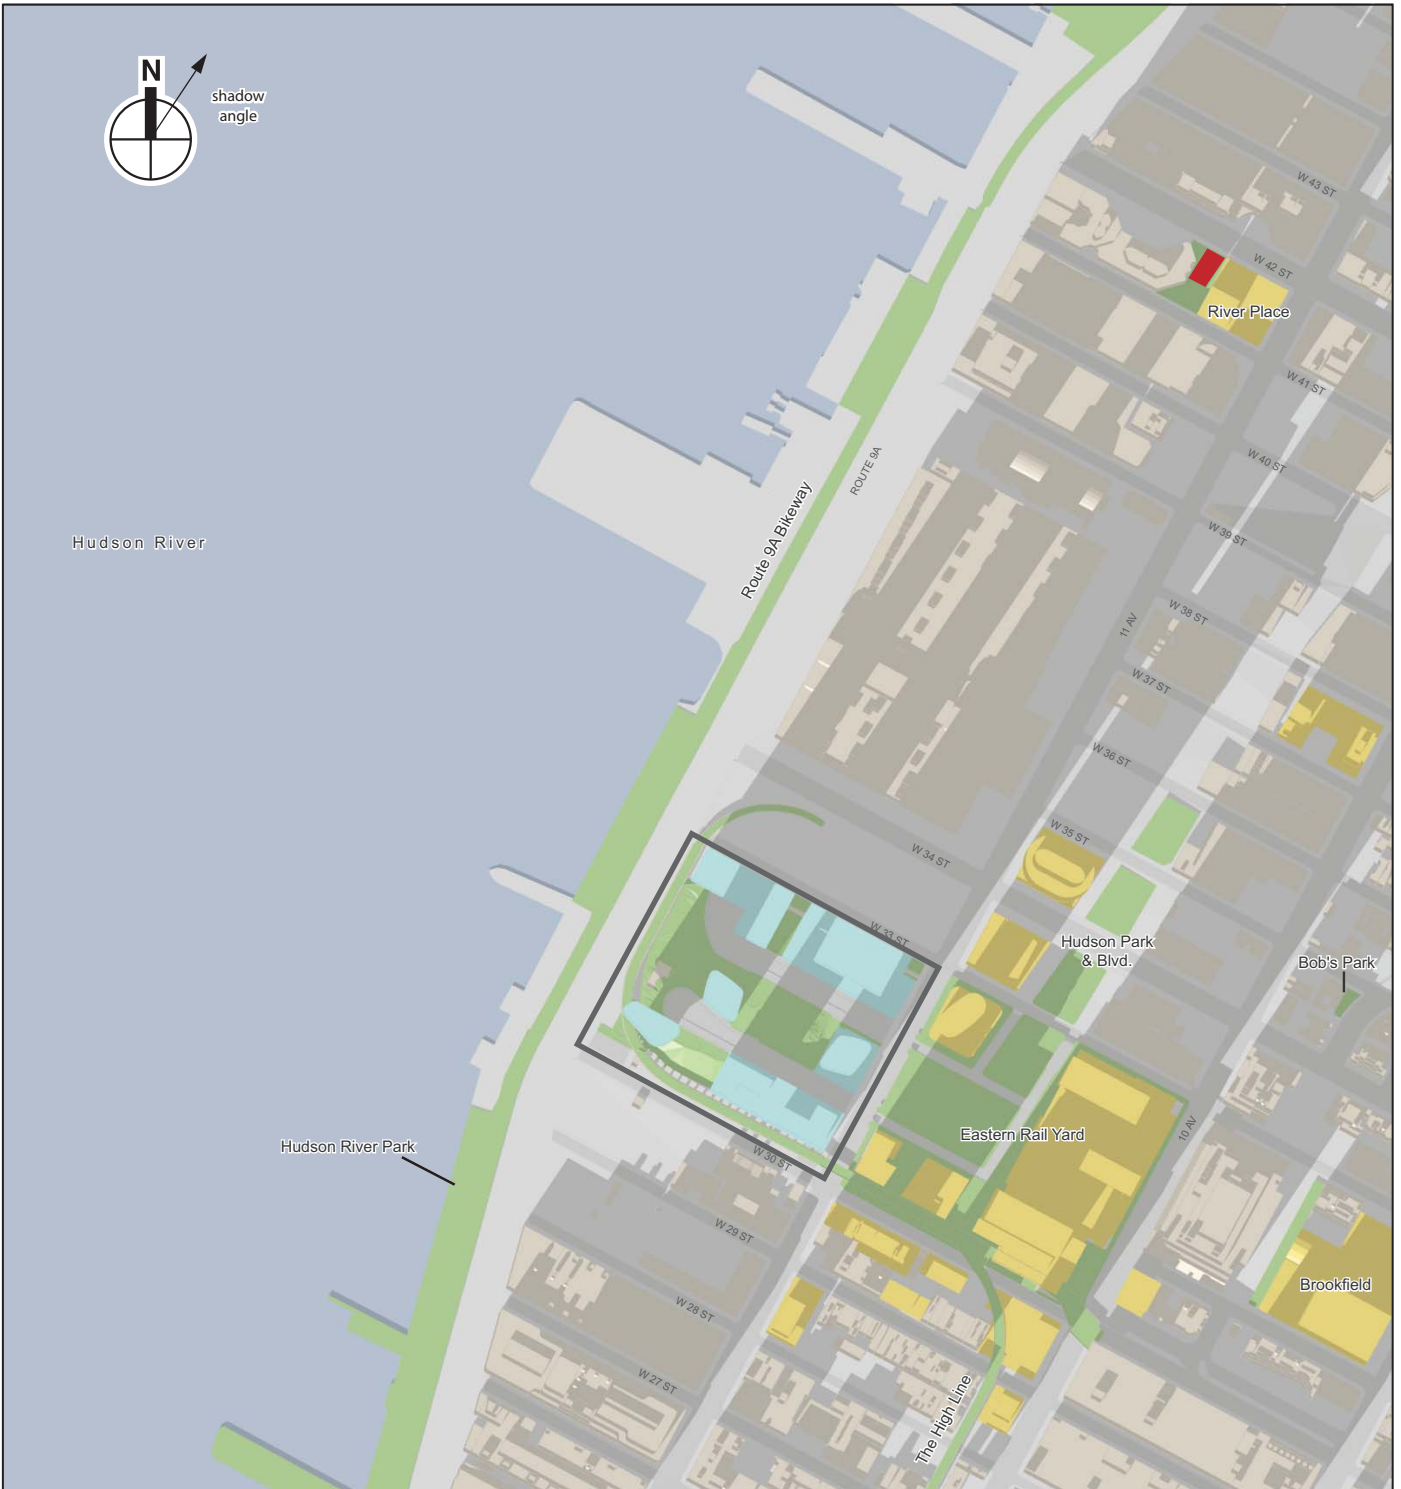 N
shadow
angle
W 43 ST
W 42 ST
River Place
W 41 ST
W 40 ST
ROUTE 9A
Route 9A Bikeway
W 39 ST
Hudson River
W 38 ST
11 AV
W 37 ST
W 36 ST
W 35 ST
W 34 ST
W 33 ST
Hudson Park
& Blvd.
Bob's Park
Eastern Rail Yard
10 AV
Hudson River Park
W 30 ST
W 29 ST
Brookfield
W 28 ST
W 27 ST
The High Line